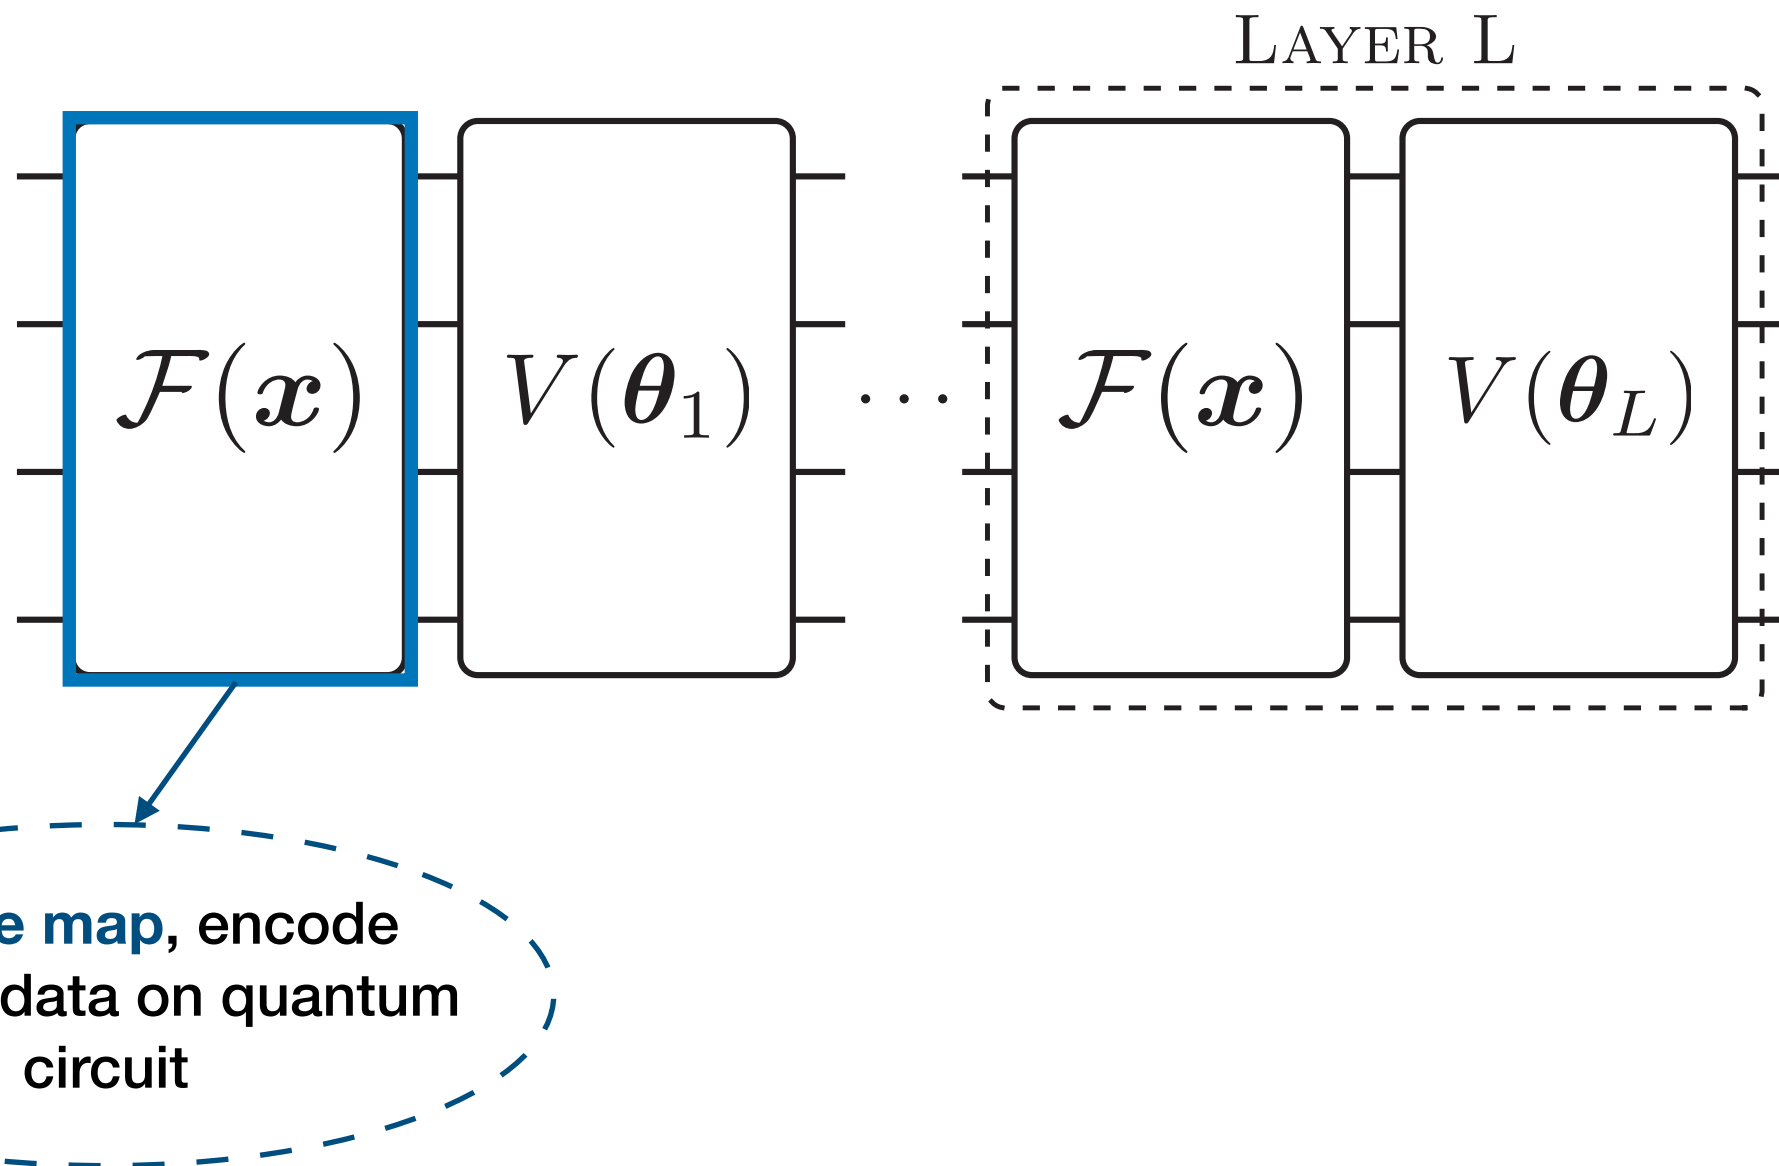 LAYER L
𝓕(𝒙) V(𝜽₁) ··· 𝓕(𝒙) V(𝜽_L)
e map, encode
data on quantum
circuit